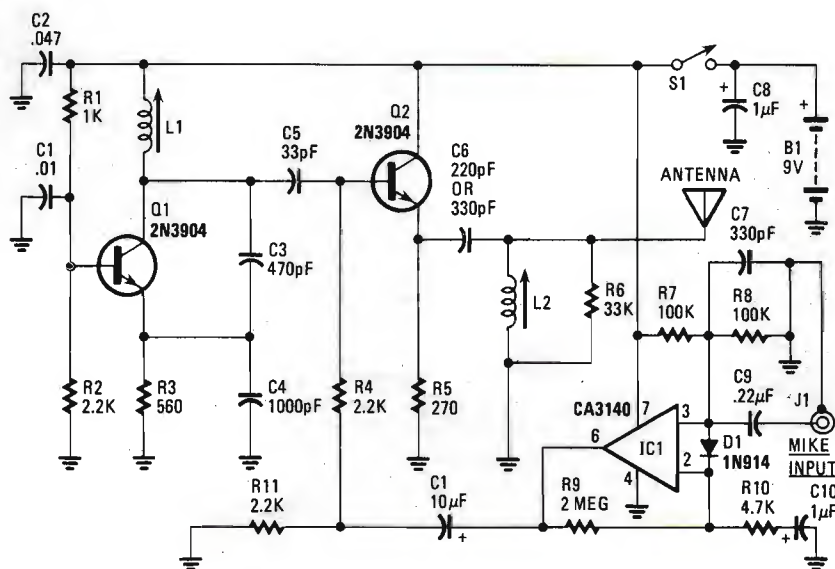 C2
.047
R1
1K
L1
C1
.01
Q1
2N3904
C5
33pF
Q2
2N3904
C6
220pF
OR
330pF
S1
+
C8
1µF
+
B1
9V
ANTENNA
C7
330pF
C3
470pF
L2
R6
33K
R7
100K
R8
100K
R2
2.2K
R3
560
C4
1000pF
R4
2.2K
R5
270
CA3140
7
3
6
IC1
2
4
C9
.22µF
J1
D1
1N914
MIKE
INPUT
R11
2.2K
C1
10µF
+
R9
2 MEG
R10
4.7K
+
C10
1µF